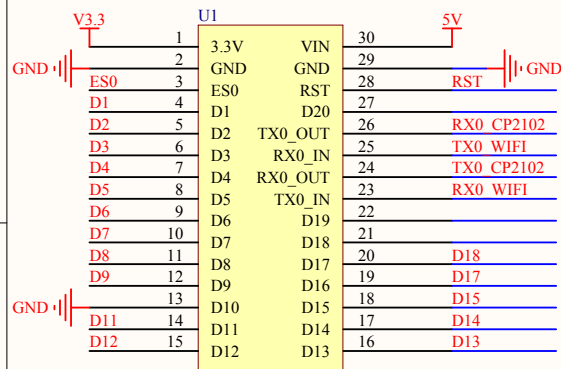 U1
V3.3 5V
1 3.3V VIN 30
GND 2 GND GND 29 GND
ES0 3 ES0 RST 28 RST
D1 4 D1 D20 27
D2 5 D2 TX0_OUT 26 RX0_CP2102
D3 6 D3 RX0_IN 25 TX0_WIFI
D4 7 D4 RX0_OUT 24 TX0_CP2102
D5 8 D5 TX0_IN 23 RX0_WIFI
D6 9 D6 D19 22
D7 10 D7 D18 21
D8 11 D8 D17 20 D18
D9 12 D9 D16 19 D17
GND 13 D10 D15 18 D15
D11 14 D11 D14 17 D14
D12 15 D12 D13 16 D13